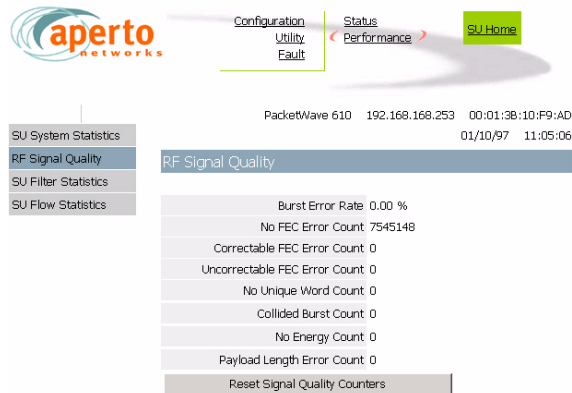 aperto
networks
Configuration
Utility
Fault
Status
Performance
SU Home
PacketWave 610 192.168.168.253 00:01:3B:10:F9:AD
01/10/97 11:05:06
SU System Statistics
RF Signal Quality
SU Filter Statistics
SU Flow Statistics
RF Signal Quality
Burst Error Rate 0.00 %
No FEC Error Count 7545148
Correctable FEC Error Count 0
Uncorrectable FEC Error Count 0
No Unique Word Count 0
Collided Burst Count 0
No Energy Count 0
Payload Length Error Count 0
Reset Signal Quality Counters